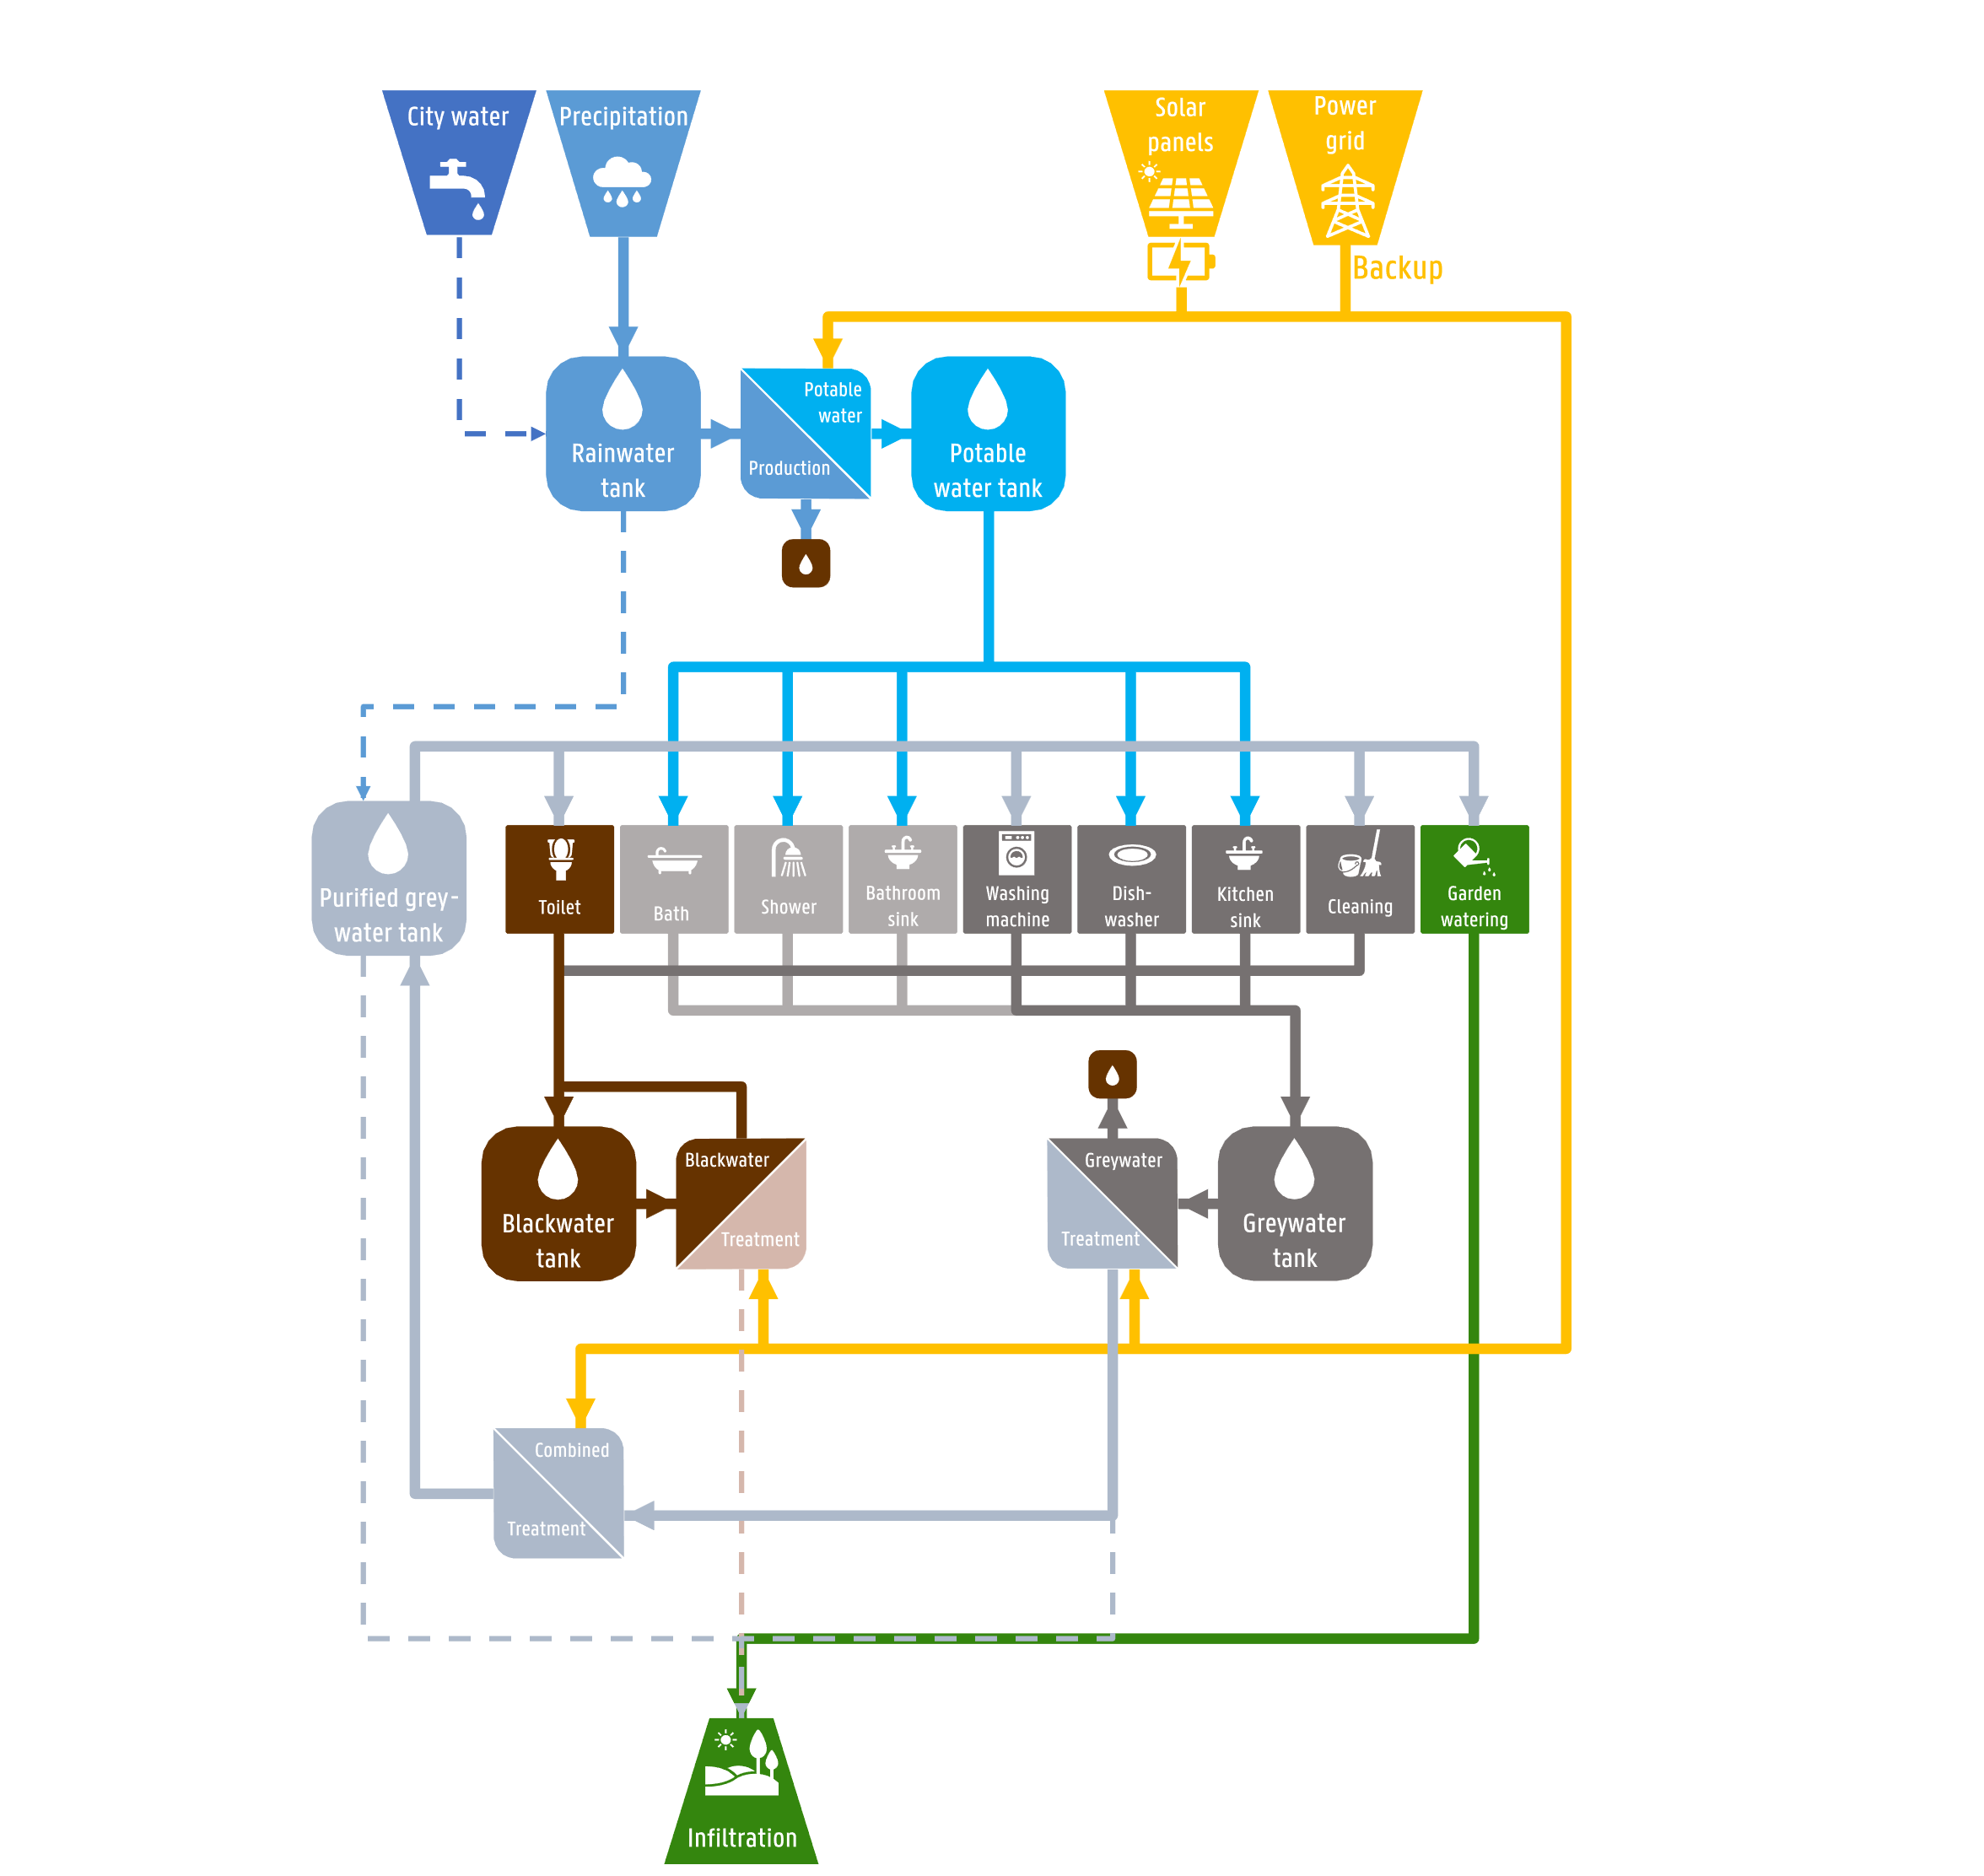 City water
Precipitation
Solar
panels
Power
grid
Backup
Rainwater
tank
Potable
water
Production
Potable
water tank
Purified grey-
water tank
Toilet
Bath
Shower
Bathroom
sink
Washing
machine
Dish-
washer
Kitchen
sink
Cleaning
Garden
watering
Blackwater
tank
Blackwater
Treatment
Greywater
Treatment
Greywater
tank
Combined
Treatment
Infiltration